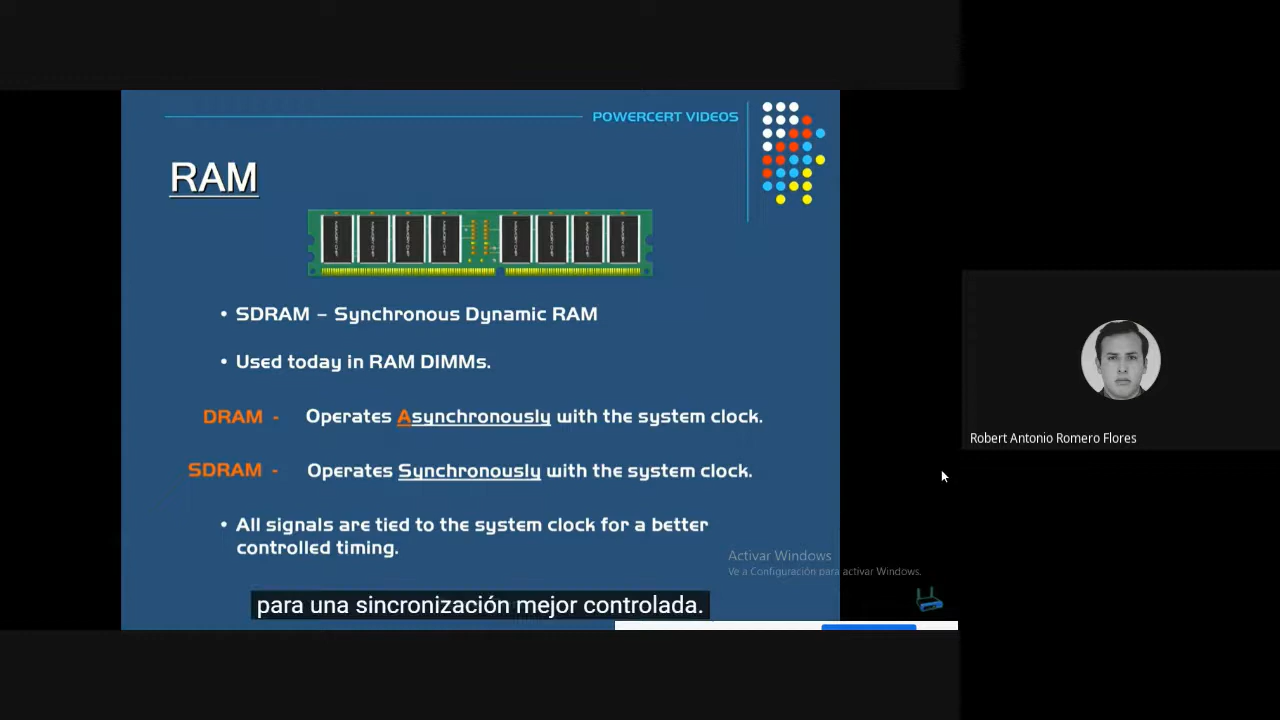 POWERCERT VIDEOS
RAM
• SDRAM – Synchronous Dynamic RAM
• Used today in RAM DIMMs.
DRAM - Operates Asynchronously with the system clock.
SDRAM - Operates Synchronously with the system clock.
• All signals are tied to the system clock for a better
controlled timing.
para una sincronización mejor controlada.
Activar Windows
Ve a Configuración para activar Windows.
Robert Antonio Romero Flores